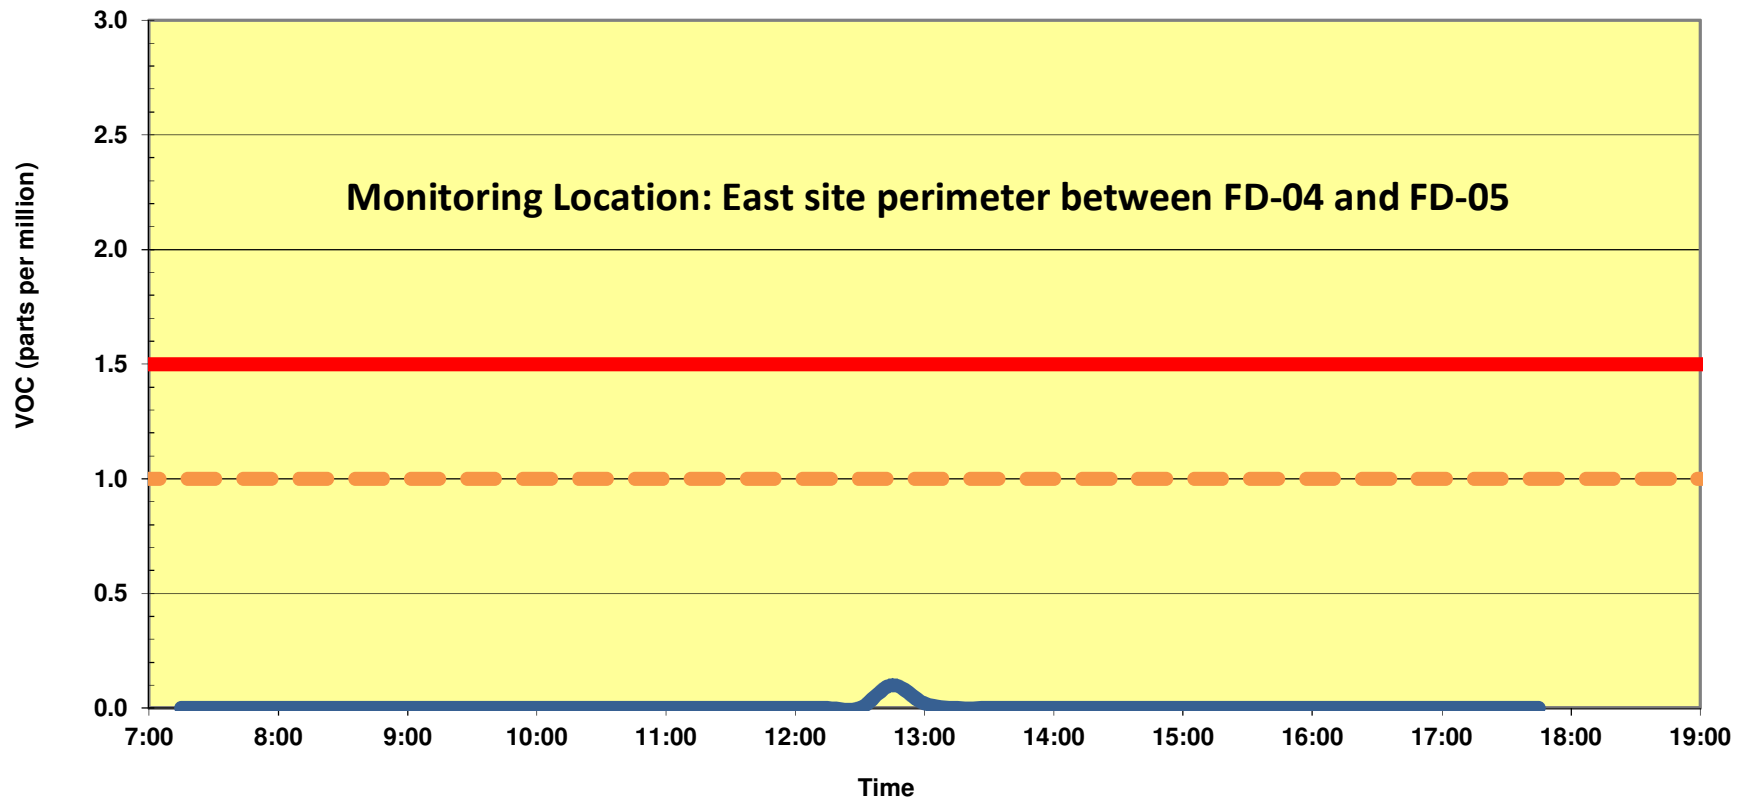 3.0
2.5
Monitoring Location: East site perimeter between FD-04 and FD-05
2.0
1.5
1.0
0.5
0.0
VOC (parts per million)
7:00 8:00 9:00 10:00 11:00 12:00 13:00 14:00 15:00 16:00 17:00 18:00 19:00
Time